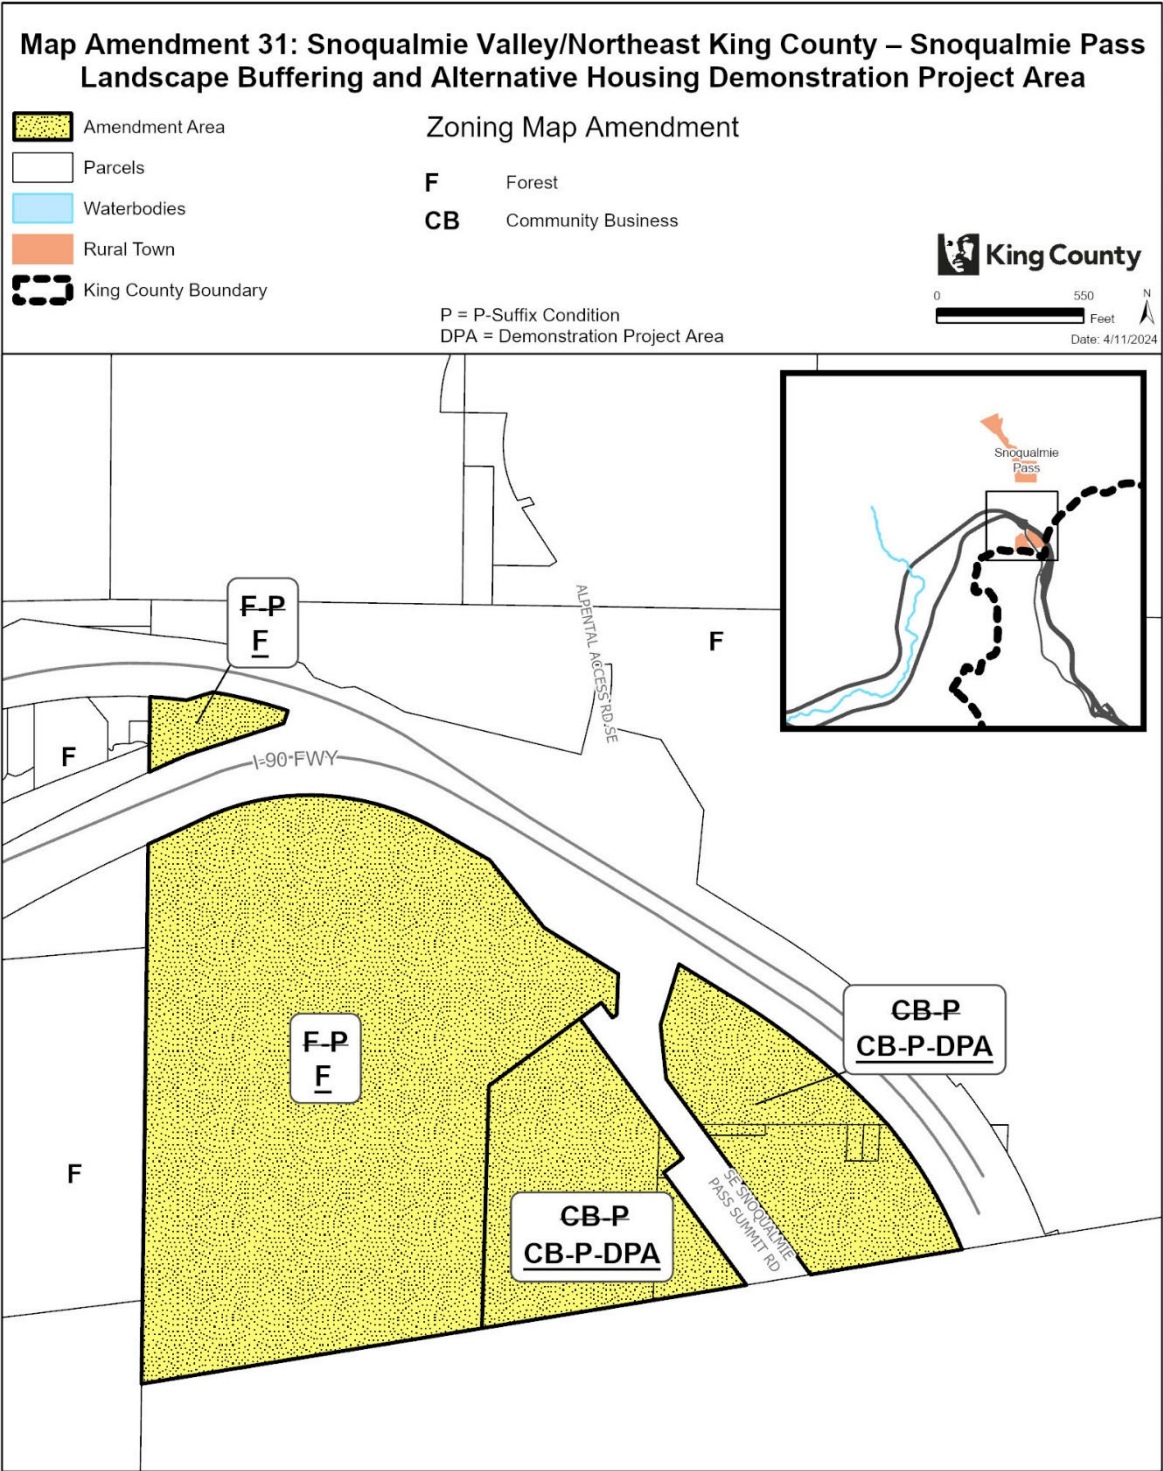 Map Amendment 31: Snoqualmie Valley/Northeast King County – Snoqualmie Pass
Landscape Buffering and Alternative Housing Demonstration Project Area
Amendment Area
Parcels
Waterbodies
Rural Town
King County Boundary
Zoning Map Amendment
F Forest
CB Community Business
P = P-Suffix Condition
DPA = Demonstration Project Area
King County
0 550
Feet
N
Date: 4/11/2024
Snoqualmie
Pass
F-P
F
ALPENTAL ACCESS RD SE
F
F
I-90 FWY
CB-P
CB-P-DPA
F-P
F
F
CB-P
CB-P-DPA
SE SNOQUALMIE
PASS SUMMIT RD